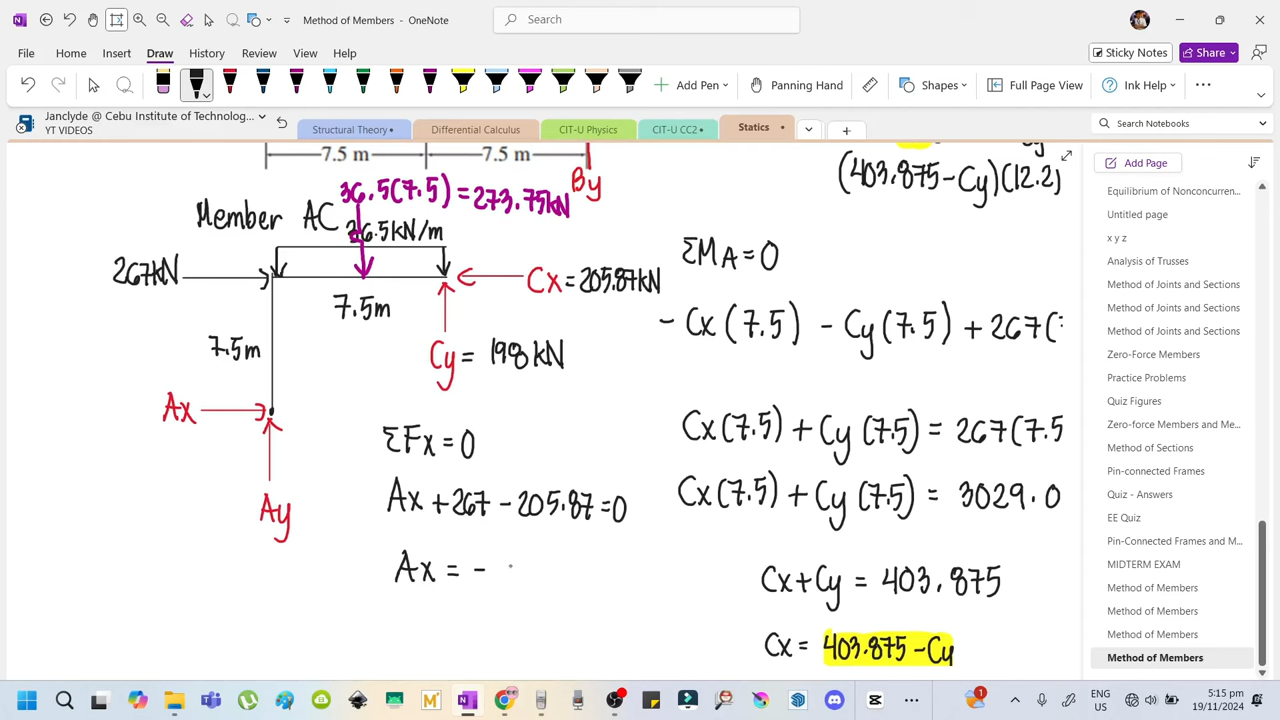 Method of Members - OneNote
Search
File Home Insert Draw History Review View Help
Sticky Notes Share
Add Pen Panning Hand Shapes Full Page View Ink Help
Janclyde @ Cebu Institute of Technolog...
YT VIDEOS
Structural Theory Differential Calculus CIT-U Physics CIT-U CC2 Statics
Search Notebooks
Add Page
7.5 m 7.5 m
By
36.5(7.5) = 273.75kN
Member AC
36.5kN/m
267kN
Cx = 205.87kN
7.5m
7.5m
Cy = 198kN
Ax
Ay
ΣFx = 0
Ax + 267 - 205.87 = 0
Ax = -
(403.875 - Cy)(12.2)
ΣMA = 0
- Cx(7.5) - Cy(7.5) + 267(
Cx(7.5) + Cy(7.5) = 267(7.5
Cx(7.5) + Cy(7.5) = 3029.0
Cx + Cy = 403.875
Cx = 403.875 - Cy
Equilibrium of Nonconcurren...
Untitled page
x y z
Analysis of Trusses
Method of Joints and Sections
Method of Joints and Sections
Method of Joints and Sections
Zero-Force Members
Practice Problems
Quiz Figures
Zero-force Members and Me...
Method of Sections
Pin-connected Frames
Quiz - Answers
EE Quiz
Pin-Connected Frames and M...
MIDTERM EXAM
Method of Members
Method of Members
Method of Members
Method of Members
1
ENG
PH
5:15 pm
19/11/2024